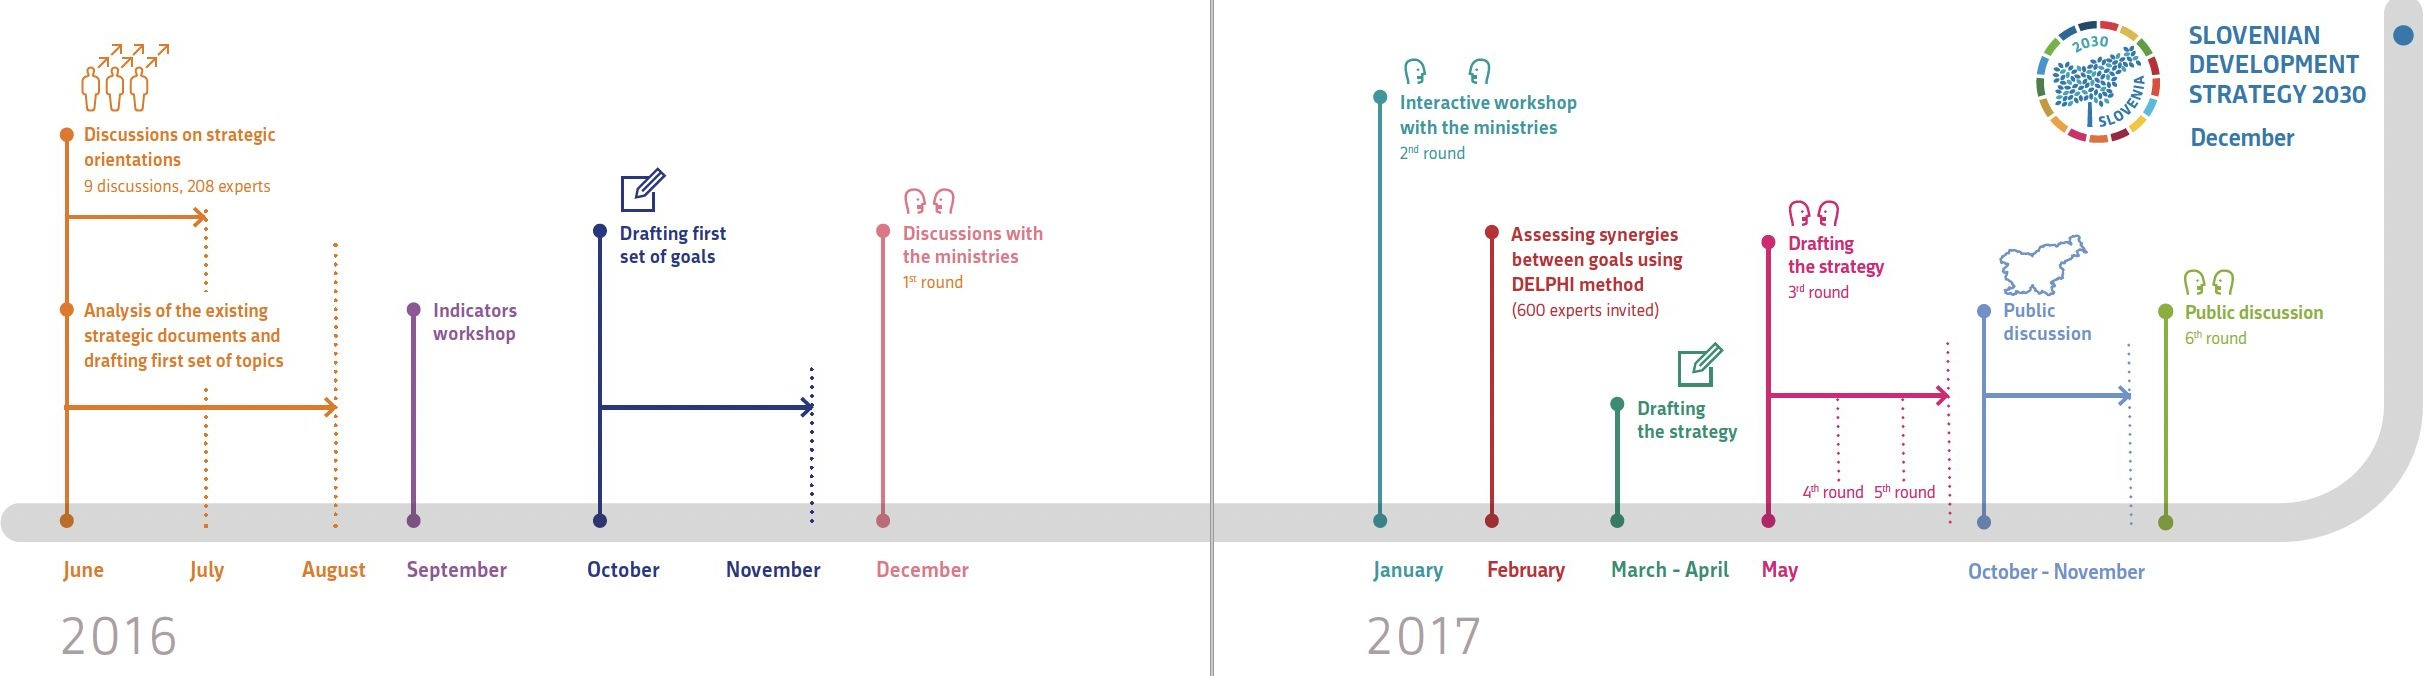 Discussions on strategic
orientations
9 discussions, 208 experts
Analysis of the existing
strategic documents and
drafting first set of topics
Indicators
workshop
Drafting first
set of goals
Discussions with
the ministries
1st round
June
July
August
September
October
November
December
2016
Interactive workshop
with the ministries
2nd round
Assessing synergies
between goals using
DELPHI method
(600 experts invited)
Drafting
the strategy
Drafting
the strategy
3rd round
4th round
5th round
Public
discussion
Public discussion
6th round
2030
SLOVENIA
SLOVENIAN
DEVELOPMENT
STRATEGY 2030
December
January
February
March - April
May
October - November
2017